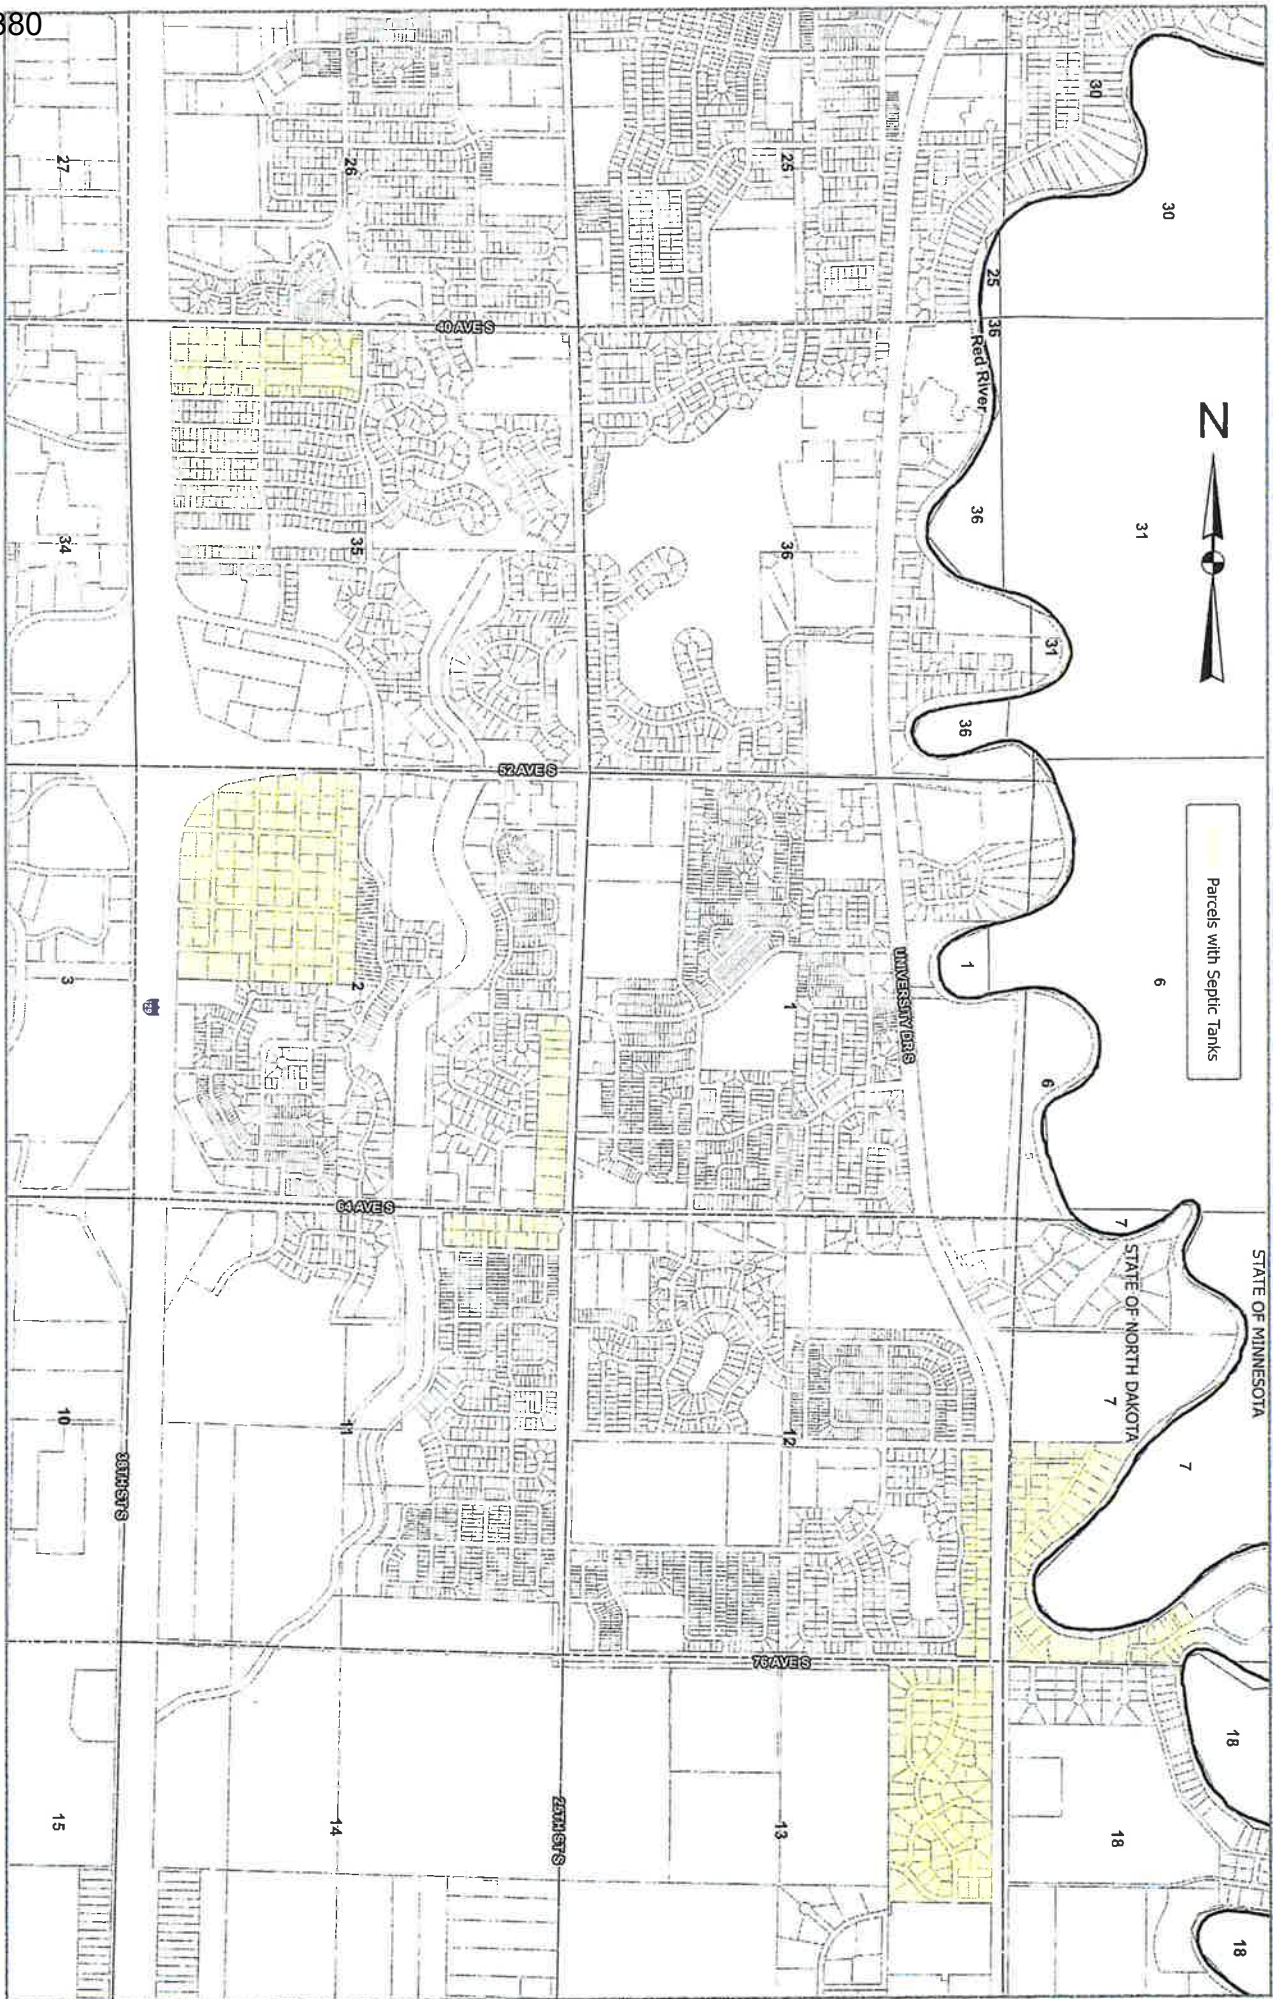 380
30
30
27
26
25
25
40 AVE S
36
Red River
N
31
36
34
35
36
31
36
52 AVE S
Parcels with Septic Tanks
UNIVERSITY DR S
1
6
3
2
1
29
6
64 AVE S
7
STATE OF NORTH DAKOTA
STATE OF MINNESOTA
7
7
10
11
12
38TH ST S
76 AVE S
18
18
15
14
13
25TH ST S
18